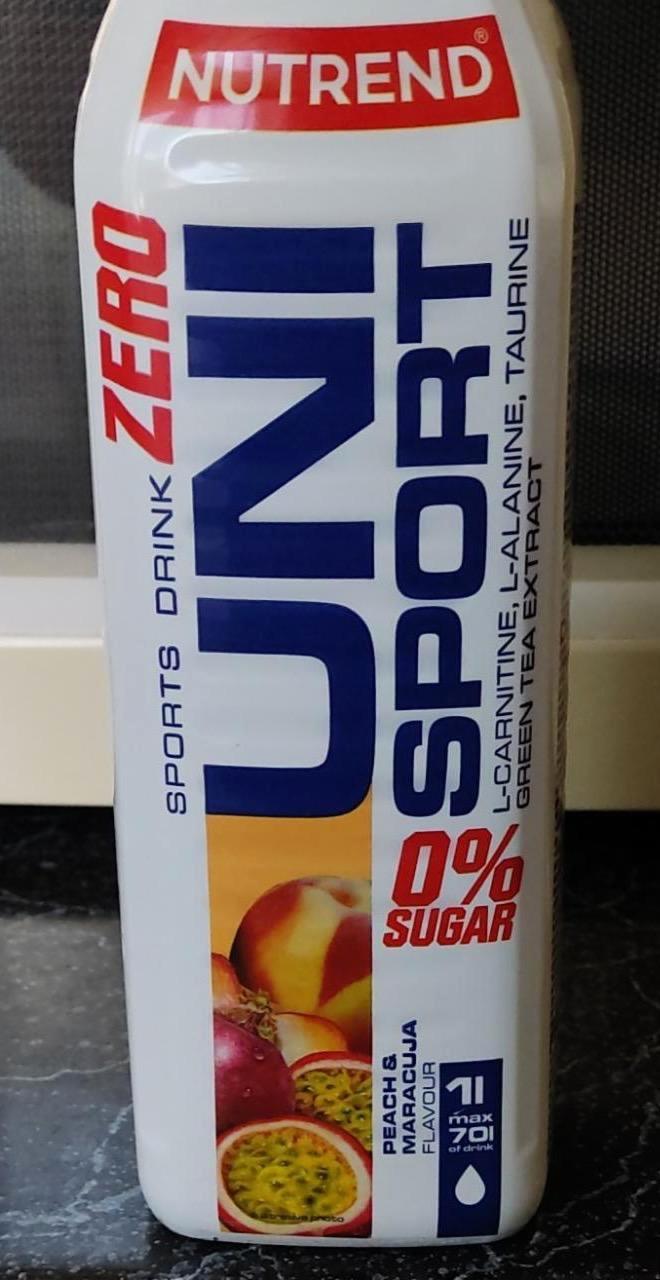 NUTREND®
SPORTS DRINK ZERO
UNI
SPORT
L-CARNITINE, L-ALANINE, TAURINE
GREEN TEA EXTRACT
0%
SUGAR
PEACH &
MARACUJA
FLAVOUR
1l
max
70l
of drink
photo